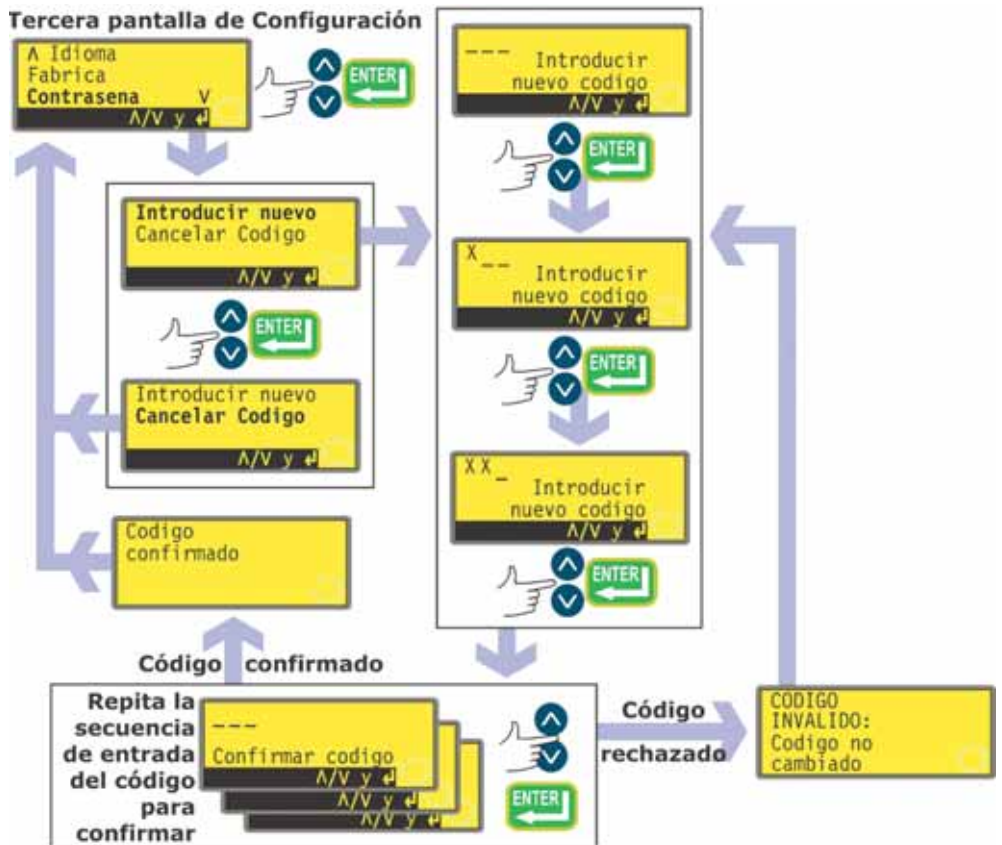 Tercera pantalla de Configuración
Λ Idioma
Fabrica
Contrasena V
Λ/V y ↲
ENTER
Introducir nuevo
Cancelar Codigo
Λ/V y ↲
ENTER
Introducir nuevo
Cancelar Codigo
Λ/V y ↲
_ _ _
Introducir
nuevo codigo
Λ/V y ↲
ENTER
X _ _
Introducir
nuevo codigo
Λ/V y ↲
ENTER
X X _
Introducir
nuevo codigo
Λ/V y ↲
ENTER
Codigo
confirmado
Código confirmado
Repita la
secuencia
de entrada
del código
para
confirmar
_ _ _
Confirmar codigo
Λ/V y ↲
Λ/V y ↲
Λ/V y ↲
ENTER
Código
rechazado
CODIGO
INVALIDO:
Codigo no
cambiado